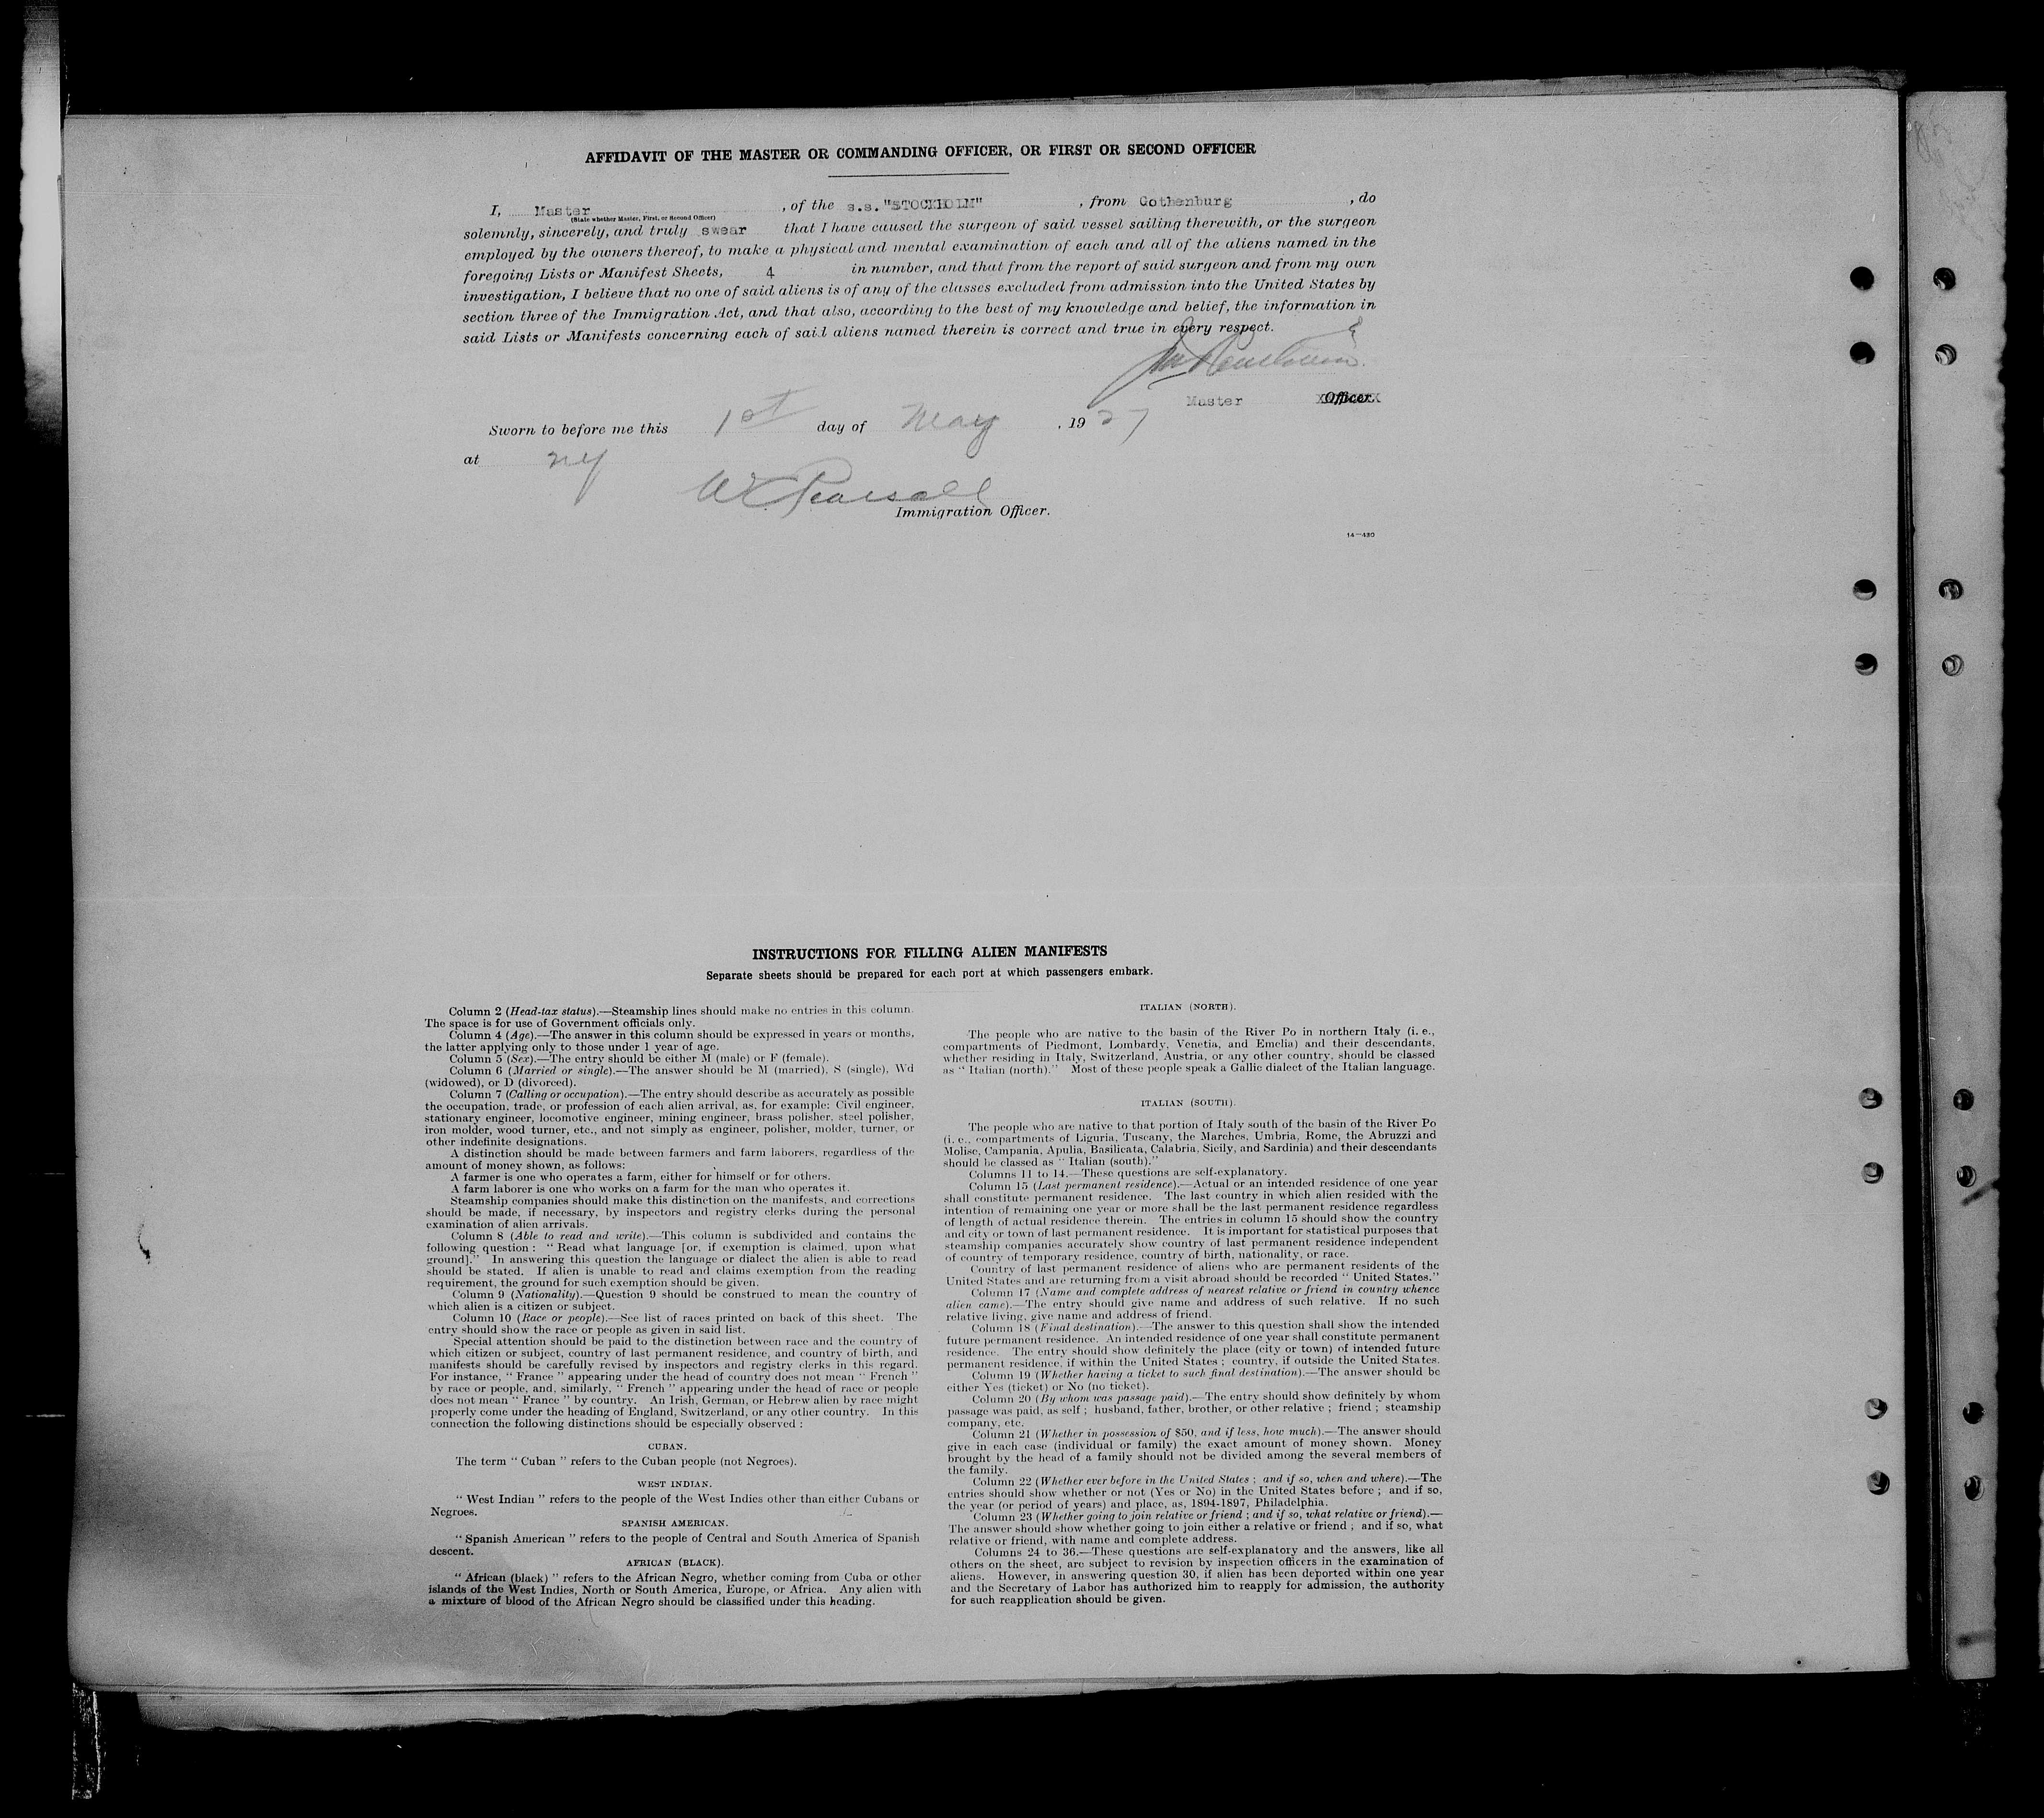 AFFIDAVIT OF THE MASTER OR COMMANDING OFFICER, OR FIRST OR SECOND OFFICER
I, Master, of the s.s. "STOCKHOLM", from Gothenburg, do
(State whether Master, First, or Second Officer)
solemnly, sincerely, and truly swear that I have caused the surgeon of said vessel sailing therewith, or the surgeon
employed by the owners thereof, to make a physical and mental examination of each and all of the aliens named in the
foregoing Lists or Manifest Sheets, 4 in number, and that from the report of said surgeon and from my own
investigation, I believe that no one of said aliens is of any of the classes excluded from admission into the United States by
section three of the Immigration Act, and that also, according to the best of my knowledge and belief, the information in
said Lists or Manifests concerning each of said aliens named therein is correct and true in every respect.
Master Officer.
Sworn to before me this 1st day of May, 1927
at NY
W Pearsall
Immigration Officer.
14—430
INSTRUCTIONS FOR FILLING ALIEN MANIFESTS
Separate sheets should be prepared for each port at which passengers embark.
Column 2 (Head-tax status).—Steamship lines should make no entries in this column.
The space is for use of Government officials only.
Column 4 (Age).—The answer in this column should be expressed in years or months,
the latter applying only to those under 1 year of age.
Column 5 (Sex).—The entry should be either M (male) or F (female).
Column 6 (Married or single).—The answer should be M (married), S (single), Wd
(widowed), or D (divorced).
Column 7 (Calling or occupation).—The entry should describe as accurately as possible
the occupation, trade, or profession of each alien arrival, as, for example: Civil engineer,
stationary engineer, locomotive engineer, mining engineer, brass polisher, steel polisher,
iron molder, wood turner, etc., and not simply as engineer, polisher, molder, turner, or
other indefinite designations.
A distinction should be made between farmers and farm laborers, regardless of the
amount of money shown, as follows:
A farmer is one who operates a farm, either for himself or for others.
A farm laborer is one who works on a farm for the man who operates it.
Steamship companies should make this distinction on the manifests, and corrections
should be made, if necessary, by inspectors and registry clerks during the personal
examination of alien arrivals.
Column 8 (Able to read and write).—This column is subdivided and contains the
following question: "Read what language [or, if exemption is claimed, upon what
ground]." In answering this question the language or dialect the alien is able to read
should be stated. If alien is unable to read and claims exemption from the reading
requirement, the ground for such exemption should be given.
Column 9 (Nationality).—Question 9 should be construed to mean the country of
which alien is a citizen or subject.
Column 10 (Race or people).—See list of races printed on back of this sheet. The
entry should show the race or people as given in said list.
Special attention should be paid to the distinction between race and the country of
which citizen or subject, country of last permanent residence, and country of birth, and
manifests should be carefully revised by inspectors and registry clerks in this regard.
For instance, "France" appearing under the head of country does not mean "French"
by race or people, and, similarly, "French" appearing under the head of race or people
does not mean "France" by country. An Irish, German, or Hebrew alien by race might
properly come under the heading of England, Switzerland, or any other country. In this
connection the following distinctions should be especially observed:
CUBAN.
The term "Cuban" refers to the Cuban people (not Negroes).
WEST INDIAN.
"West Indian" refers to the people of the West Indies other than either Cubans or
Negroes.
SPANISH AMERICAN.
"Spanish American" refers to the people of Central and South America of Spanish
descent.
AFRICAN (BLACK).
"African (black)" refers to the African Negro, whether coming from Cuba or other
islands of the West Indies, North or South America, Europe, or Africa. Any alien with
a mixture of blood of the African Negro should be classified under this heading.
ITALIAN (NORTH).
The people who are native to the basin of the River Po in northern Italy (i. e.,
compartments of Piedmont, Lombardy, Venetia, and Emelia) and their descendants,
whether residing in Italy, Switzerland, Austria, or any other country, should be classed
as "Italian (north)." Most of these people speak a Gallic dialect of the Italian language.
ITALIAN (SOUTH).
The people who are native to that portion of Italy south of the basin of the River Po
(i. e., compartments of Liguria, Tuscany, the Marches, Umbria, Rome, the Abruzzi and
Molise, Campania, Apulia, Basilicata, Calabria, Sicily, and Sardinia) and their descendants
should be classed as "Italian (south)."
Columns 11 to 14.—These questions are self-explanatory.
Column 15 (Last permanent residence).—Actual or an intended residence of one year
shall constitute permanent residence. The last country in which alien resided with the
intention of remaining one year or more shall be the last permanent residence regardless
of length of actual residence therein. The entries in column 15 should show the country
and city or town of last permanent residence. It is important for statistical purposes that
steamship companies accurately show country of last permanent residence independent
of country of temporary residence, country of birth, nationality, or race.
Country of last permanent residence of aliens who are permanent residents of the
United States and are returning from a visit abroad should be recorded "United States."
Column 17 (Name and complete address of nearest relative or friend in country whence
alien came).—The entry should give name and address of such relative. If no such
relative living, give name and address of friend.
Column 18 (Final destination).—The answer to this question shall show the intended
future permanent residence. An intended residence of one year shall constitute permanent
residence. The entry should show definitely the place (city or town) of intended future
permanent residence, if within the United States; country, if outside the United States.
Column 19 (Whether having a ticket to such final destination).—The answer should be
either Yes (ticket) or No (no ticket).
Column 20 (By whom was passage paid).—The entry should show definitely by whom
passage was paid, as self; husband, father, brother, or other relative; friend; steamship
company, etc.
Column 21 (Whether in possession of $50, and if less, how much).—The answer should
give in each case (individual or family) the exact amount of money shown. Money
brought by the head of a family should not be divided among the several members of
the family.
Column 22 (Whether ever before in the United States; and if so, when and where).—The
entries should show whether or not (Yes or No) in the United States before; and if so,
the year (or period of years) and place, as, 1894-1897, Philadelphia.
Column 23 (Whether going to join relative or friend; and if so, what relative or friend).—
The answer should show whether going to join either a relative or friend; and if so, what
relative or friend, with name and complete address.
Columns 24 to 36.—These questions are self-explanatory and the answers, like all
others on the sheet, are subject to revision by inspection officers in the examination of
aliens. However, in answering question 30, if alien has been deported within one year
and the Secretary of Labor has authorized him to reapply for admission, the authority
for such reapplication should be given.